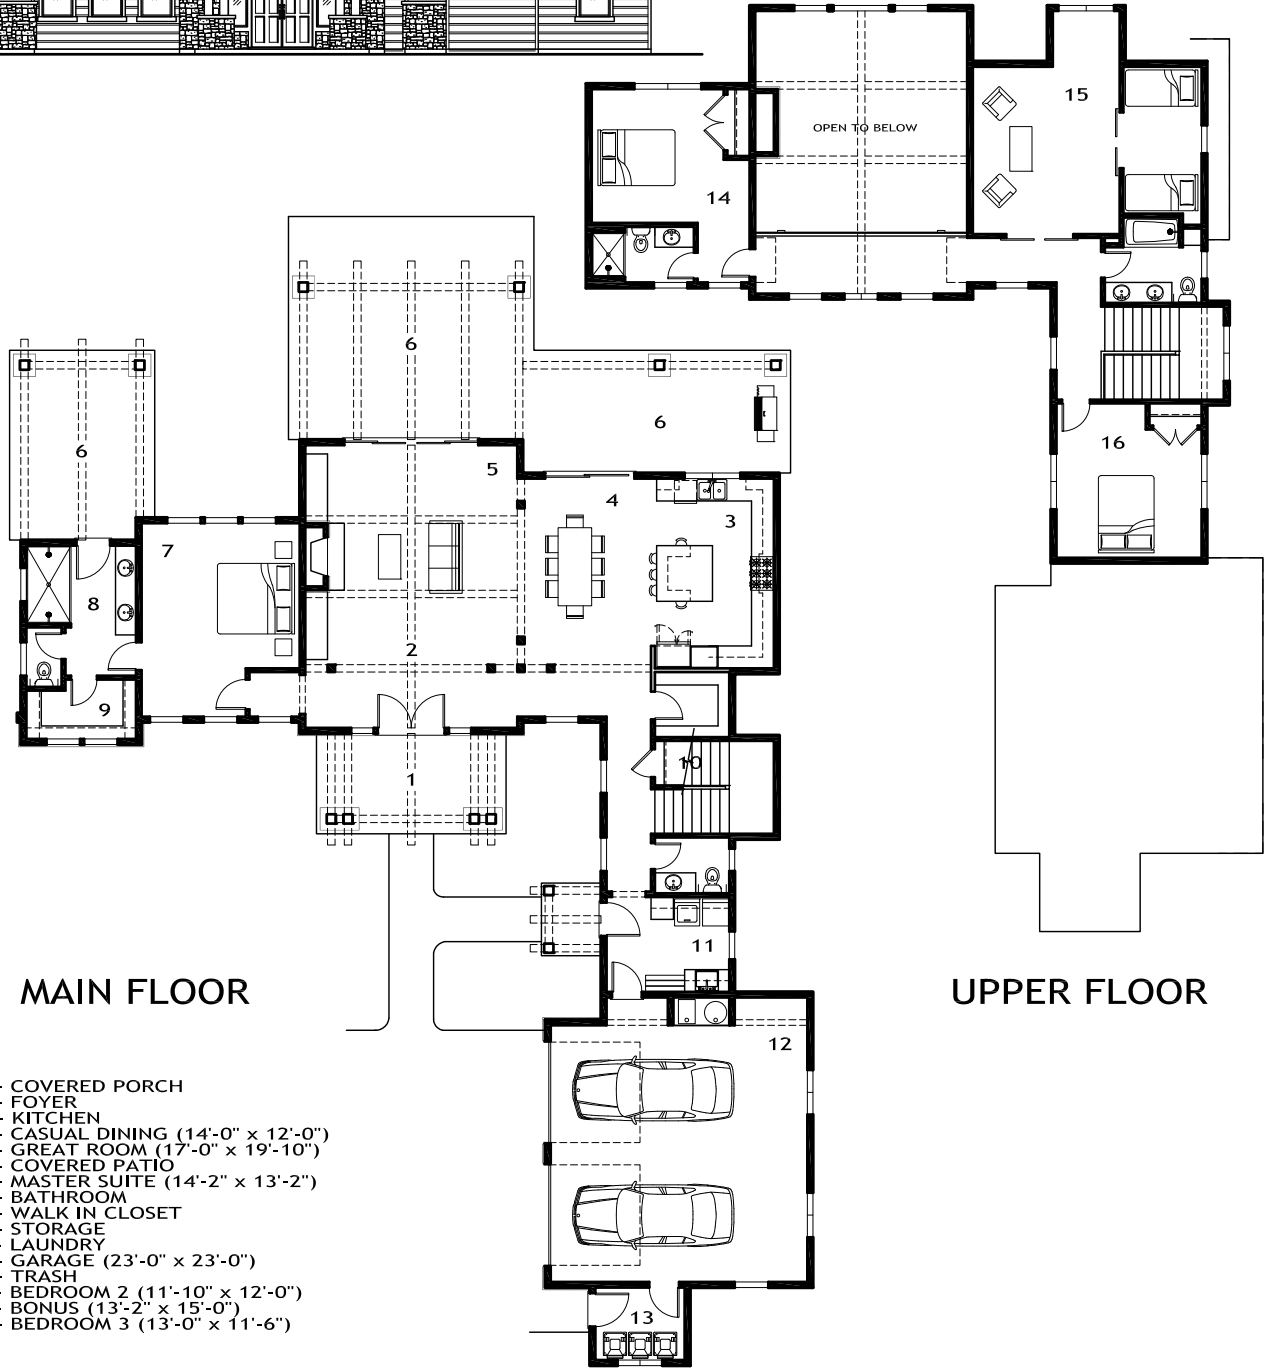 15
OPEN TO BELOW
14
6
6
6
16
5
4
3
7
8
2
9
10
1
11
MAIN FLOOR
UPPER FLOOR
12
- COVERED PORCH
- FOYER
- KITCHEN
- CASUAL DINING (14'-0" x 12'-0")
- GREAT ROOM (17'-0" x 19'-10")
- COVERED PATIO
- MASTER SUITE (14'-2" x 13'-2")
- BATHROOM
- WALK IN CLOSET
- STORAGE
- LAUNDRY
- GARAGE (23'-0" x 23'-0")
- TRASH
- BEDROOM 2 (11'-10" x 12'-0")
- BONUS (13'-2" x 15'-0")
- BEDROOM 3 (13'-0" x 11'-6")
13